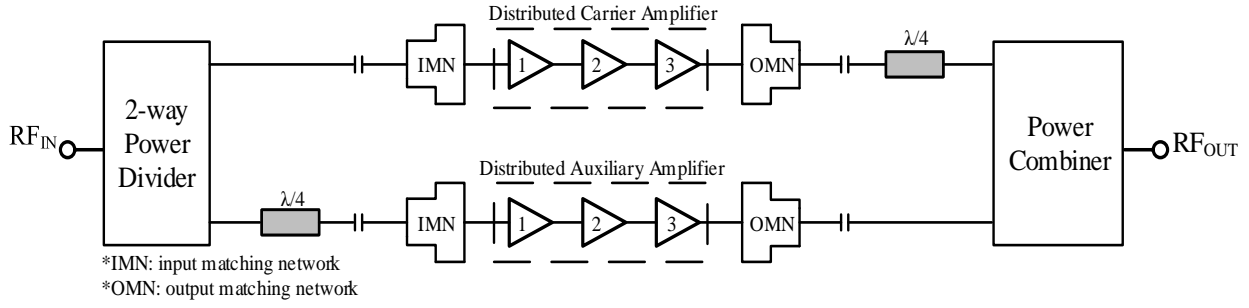 Distributed Carrier Amplifier
λ/4
IMN
1
2
3
OMN
2-way
Power
Divider
RF_IN
Power
Combiner
RF_OUT
Distributed Auxiliary Amplifier
λ/4
IMN
1
2
3
OMN
*IMN: input matching network
*OMN: output matching network